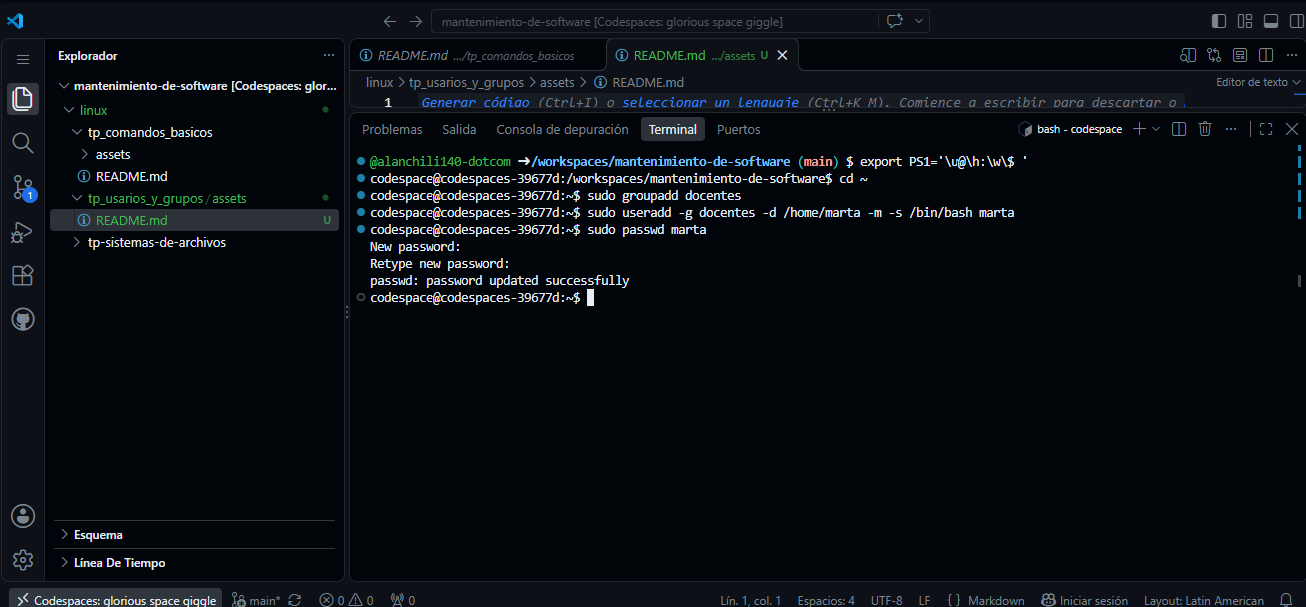 mantenimiento-de-software [Codespaces: glorious space giggle]
Explorador
mantenimiento-de-software [Codespaces: glor...
linux
tp_comandos_basicos
assets
README.md
tp_usarios_y_grupos / assets
README.md U
tp-sistemas-de-archivos
Esquema
Línea De Tiempo
README.md .../tp_comandos_basicos
README.md .../assets U
linux > tp_usarios_y_grupos > assets > README.md
Editor de texto
1 Generar código (Ctrl+I) o seleccionar un lenguaje (Ctrl+K M). Comience a escribir para descartar o
Problemas Salida Consola de depuración Terminal Puertos
bash - codespace
@alanchili140-dotcom ➜/workspaces/mantenimiento-de-software (main) $ export PS1='\u@\h:\w\$ '
codespace@codespaces-39677d:/workspaces/mantenimiento-de-software$ cd ~
codespace@codespaces-39677d:~$ sudo groupadd docentes
codespace@codespaces-39677d:~$ sudo useradd -g docentes -d /home/marta -m -s /bin/bash marta
codespace@codespaces-39677d:~$ sudo passwd marta
New password:
Retype new password:
passwd: password updated successfully
codespace@codespaces-39677d:~$
1
Codespaces: glorious space giggle
main*
0 0 0
Lín. 1, col. 1
Espacios: 4
UTF-8
LF
{ } Markdown
Iniciar sesión
Layout: Latin American